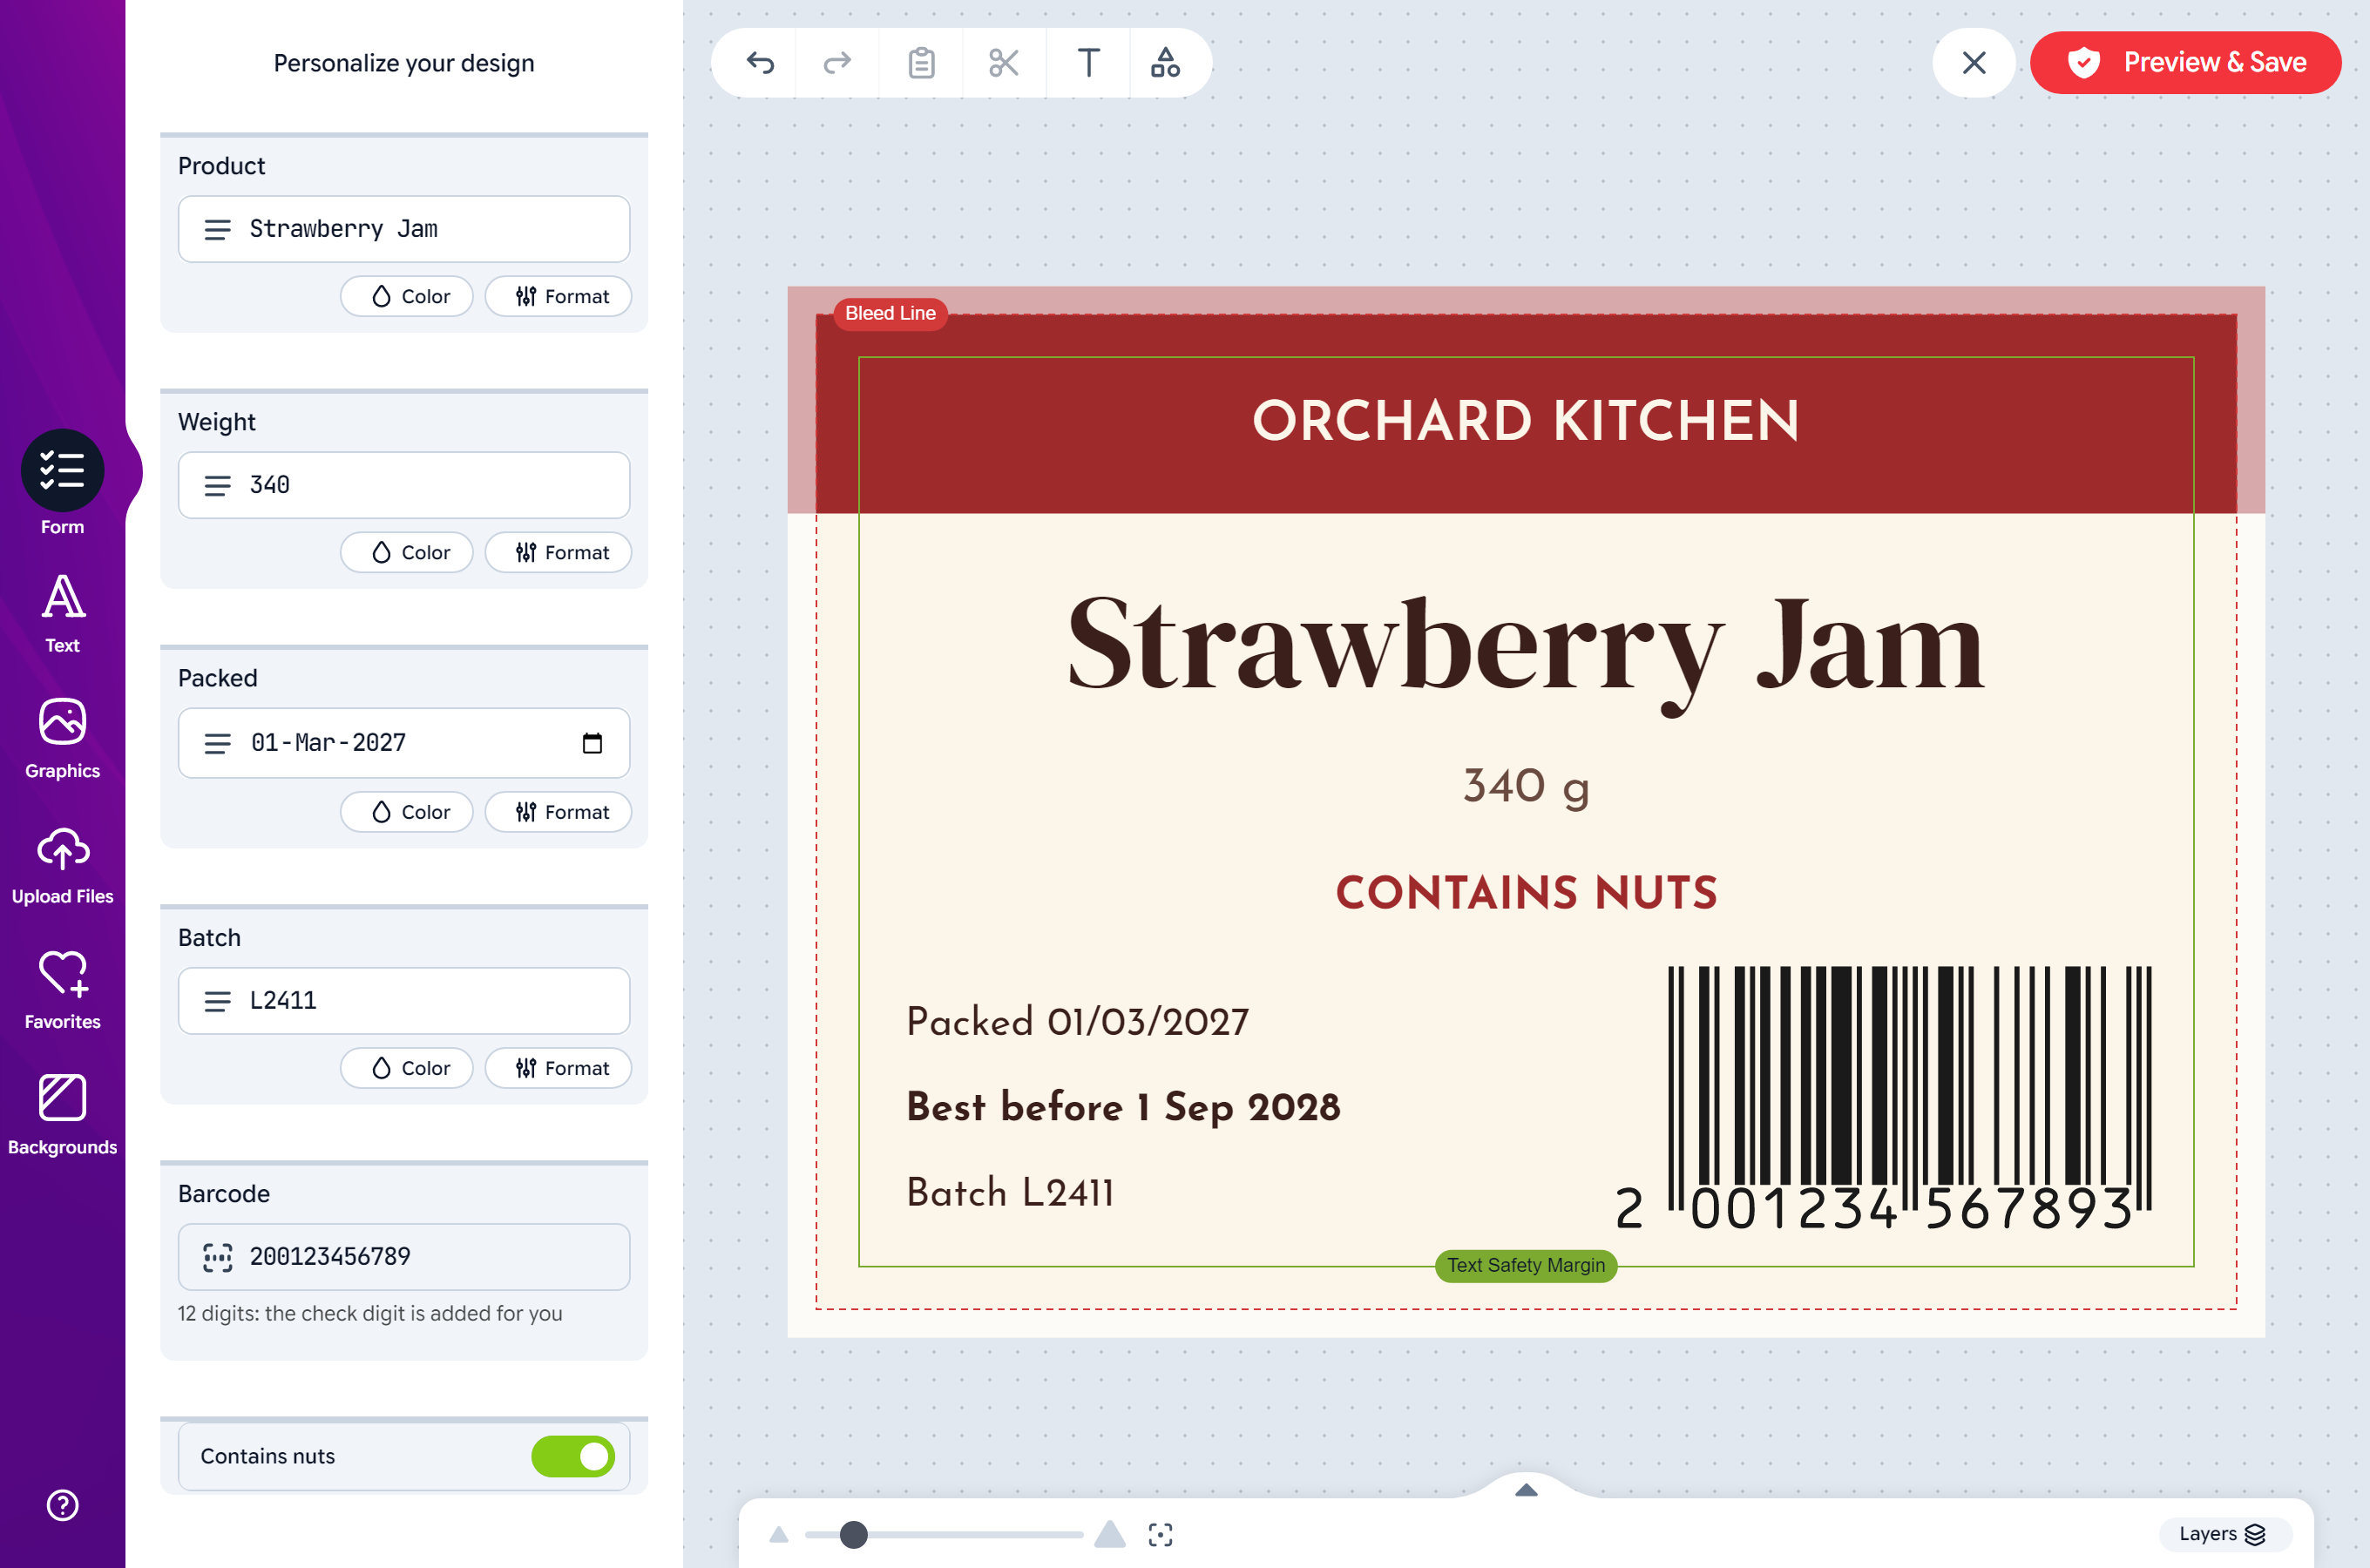 Personalize your design
Preview & Save
Product
Strawberry Jam
Color
Format
Weight
340
Color
Format
Packed
01-Mar-2027
Color
Format
Batch
L2411
Color
Format
Barcode
200123456789
12 digits: the check digit is added for you
Contains nuts
Form
Text
Graphics
Upload Files
Favorites
Backgrounds
Bleed Line
ORCHARD KITCHEN
Strawberry Jam
340 g
CONTAINS NUTS
Packed 01/03/2027
Best before 1 Sep 2028
Batch L2411
2 001234 567893
Text Safety Margin
Layers